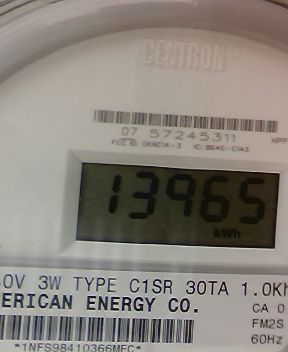 CENTRON
07 57245311
13965
kWh
0V 3W TYPE C1SR 30TA 1.0Kh
ERICAN ENERGY CO.
CA 0
FM2S
60Hz
*1NFS98410366MFC*